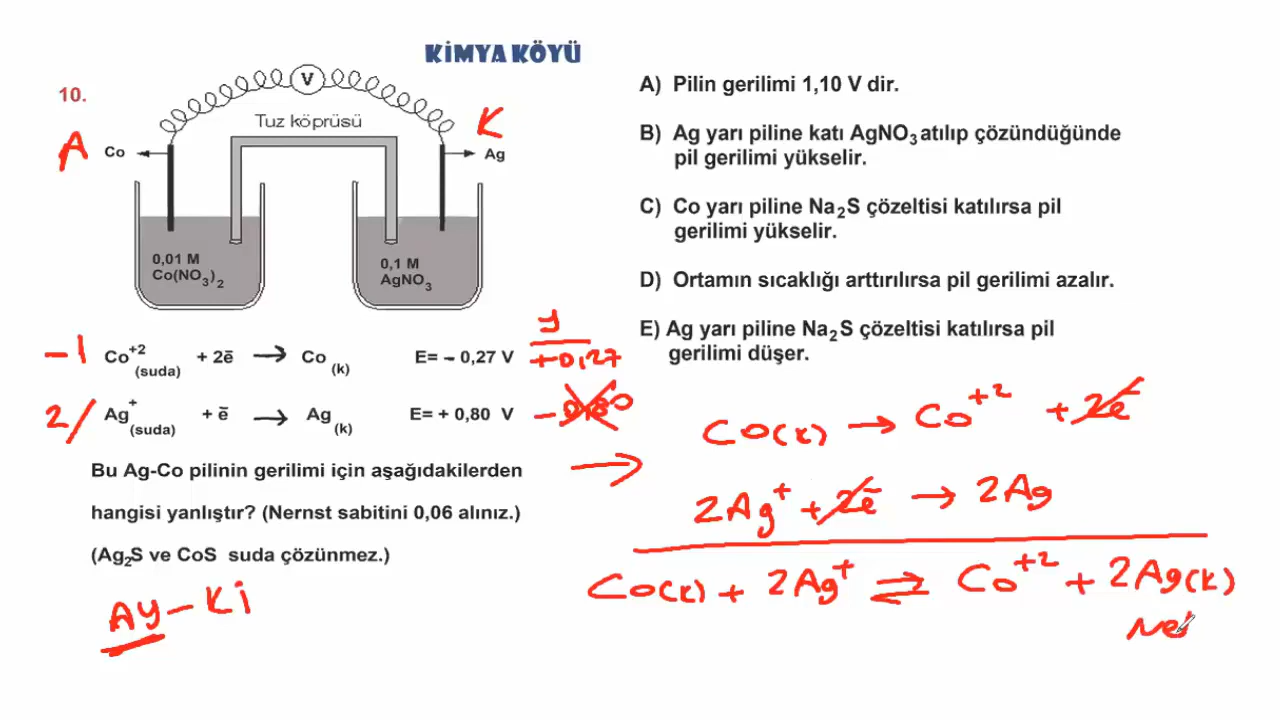 KİMYA KÖYÜ
10.
V
Tuz köprüsü
A
K
Co
Ag
0,01 M
Co(NO₃)₂
0,1 M
AgNO₃
-1 Co⁺² (suda) + 2e̅ → Co (k) E= - 0,27 V
y
+0,27
2/ Ag⁺ (suda) + e̅ → Ag (k) E= + 0,80 V
-0,80
Bu Ag-Co pilinin gerilimi için aşağıdakilerden
hangisi yanlıştır? (Nernst sabitini 0,06 alınız.)
(Ag₂S ve CoS suda çözünmez.)
AY-Kİ
A) Pilin gerilimi 1,10 V dir.
B) Ag yarı piline katı AgNO₃ atılıp çözündüğünde
pil gerilimi yükselir.
C) Co yarı piline Na₂S çözeltisi katılırsa pil
gerilimi yükselir.
D) Ortamın sıcaklığı arttırılırsa pil gerilimi azalır.
E) Ag yarı piline Na₂S çözeltisi katılırsa pil
gerilimi düşer.
Co(k) → Co⁺² + 2e̅
→ 2Ag⁺ + 2e̅ → 2Ag
Co(k) + 2Ag⁺ ⇌ Co⁺² + 2Ag(k)
Net